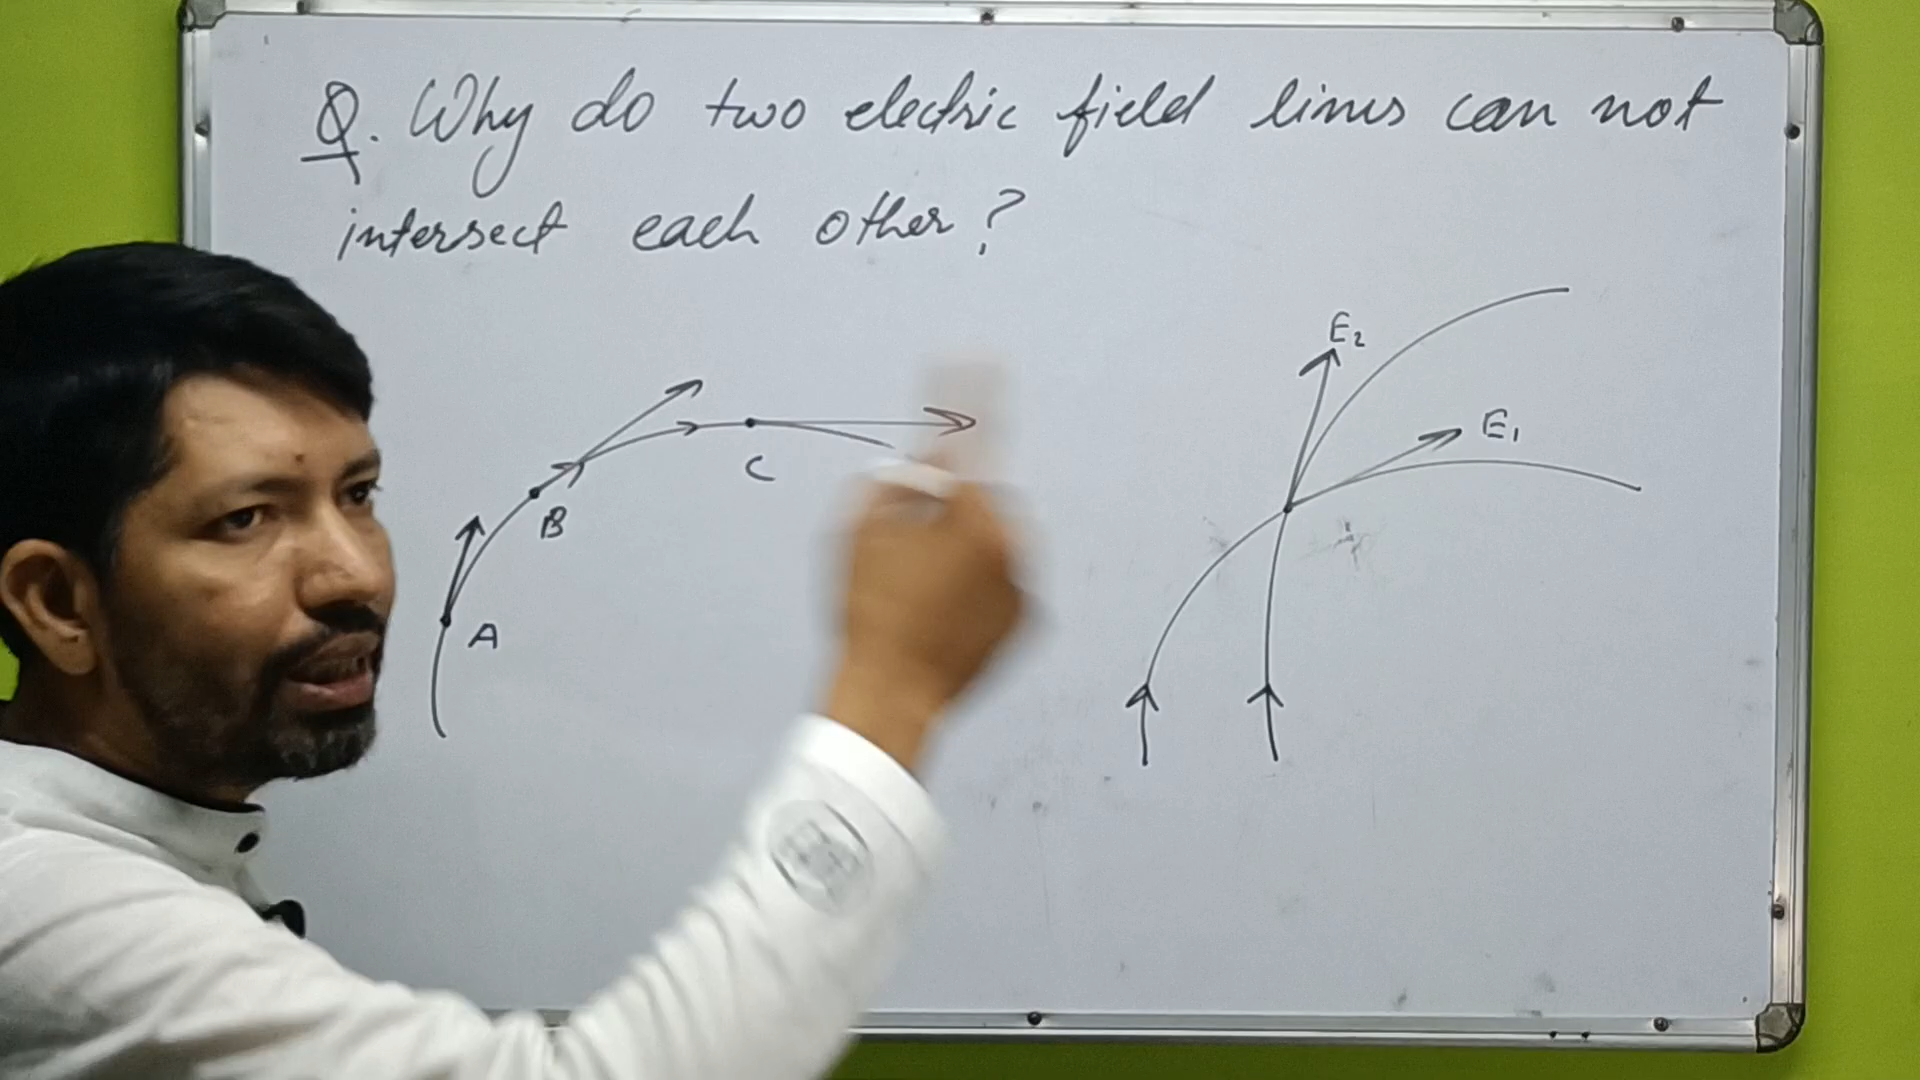 Q. Why do two electric field lines can not
intersect each other?
E₂
E₁
C
B
A